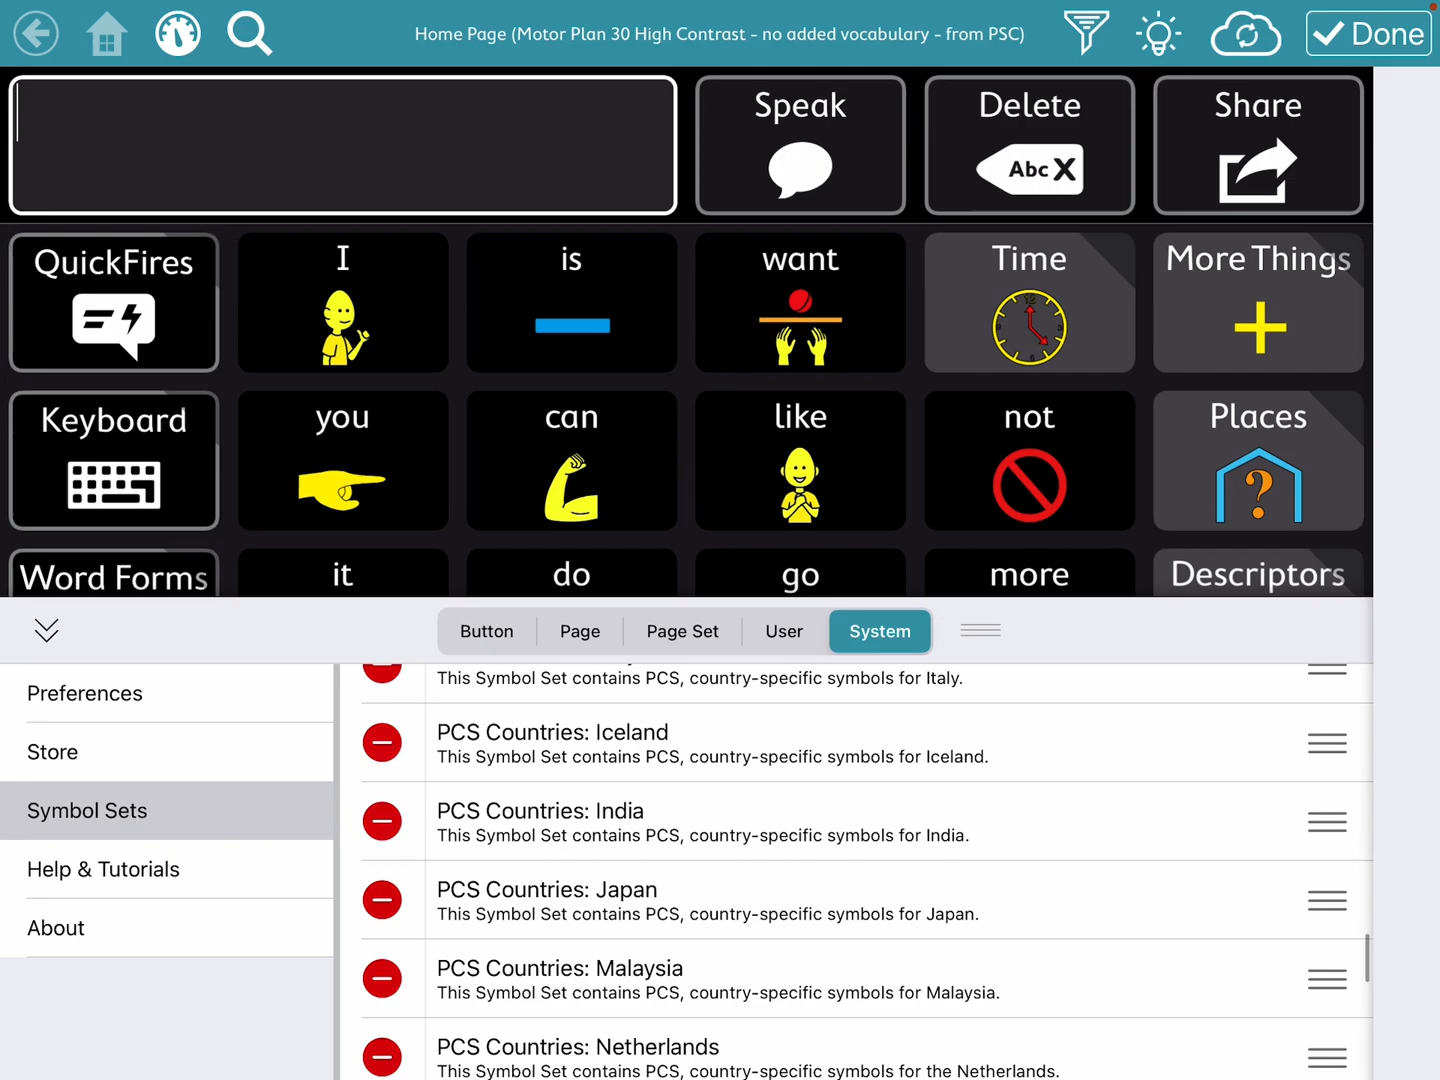 Home Page (Motor Plan 30 High Contrast - no added vocabulary - from PSC)
Done
Speak
Delete
Abc X
Share
QuickFires
I
is
want
Time
12
3
6
9
More Things
Keyboard
you
can
like
not
Places
?
Word Forms
it
do
go
more
Descriptors
Button
Page
Page Set
User
System
Preferences
Store
Symbol Sets
Help & Tutorials
About
This Symbol Set contains PCS, country-specific symbols for Italy.
PCS Countries: Iceland
This Symbol Set contains PCS, country-specific symbols for Iceland.
PCS Countries: India
This Symbol Set contains PCS, country-specific symbols for India.
PCS Countries: Japan
This Symbol Set contains PCS, country-specific symbols for Japan.
PCS Countries: Malaysia
This Symbol Set contains PCS, country-specific symbols for Malaysia.
PCS Countries: Netherlands
This Symbol Set contains PCS, country-specific symbols for the Netherlands.